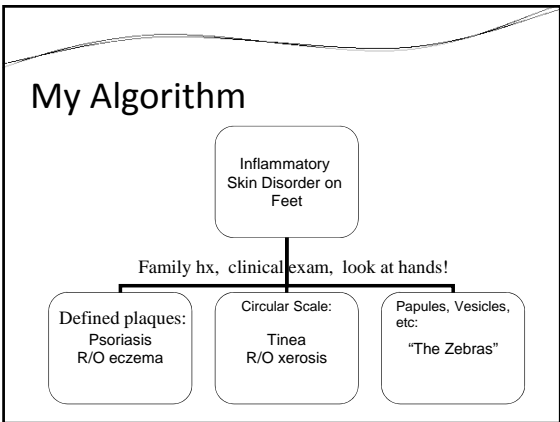 My Algorithm
Inflammatory
Skin Disorder on
Feet
Family hx, clinical exam, look at hands!
Defined plaques:
Psoriasis
R/O eczema
Circular Scale:
Tinea
R/O xerosis
Papules, Vesicles,
etc:
“The Zebras”